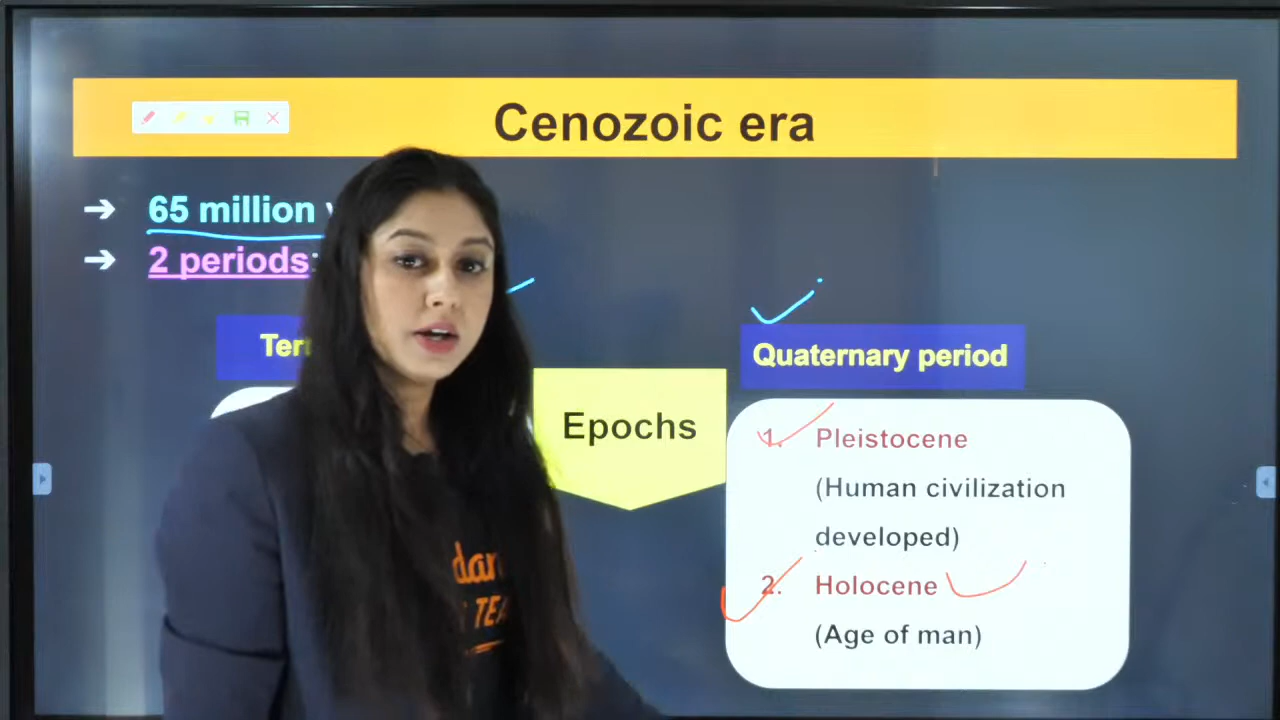 Cenozoic era
65 million
2 periods:
Quaternary period
Epochs
1. Pleistocene
(Human civilization
developed)
2. Holocene
(Age of man)